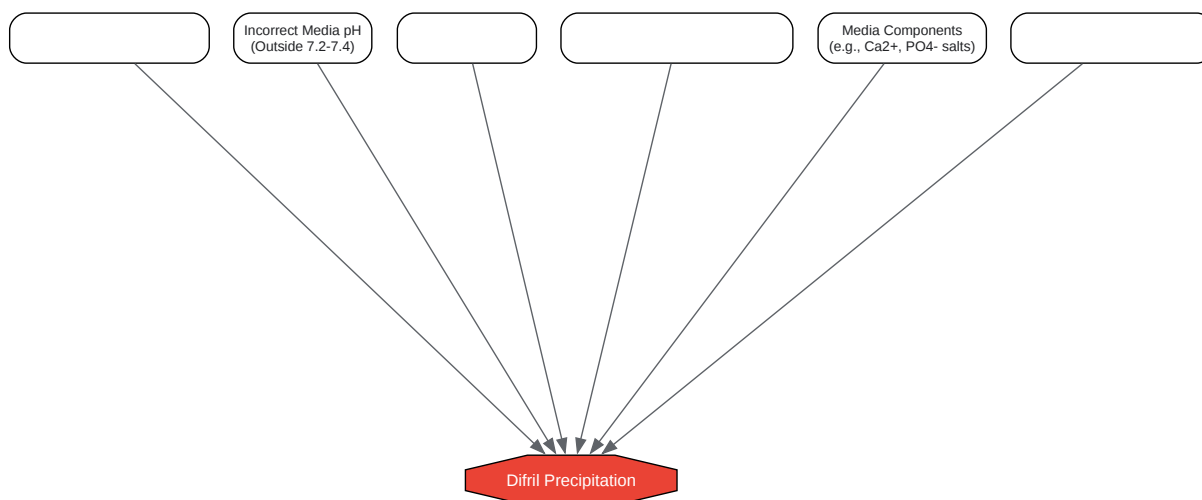 Incorrect Media pH
(Outside 7.2-7.4)
Media Components
(e.g., Ca2+, PO4- salts)
Difril Precipitation